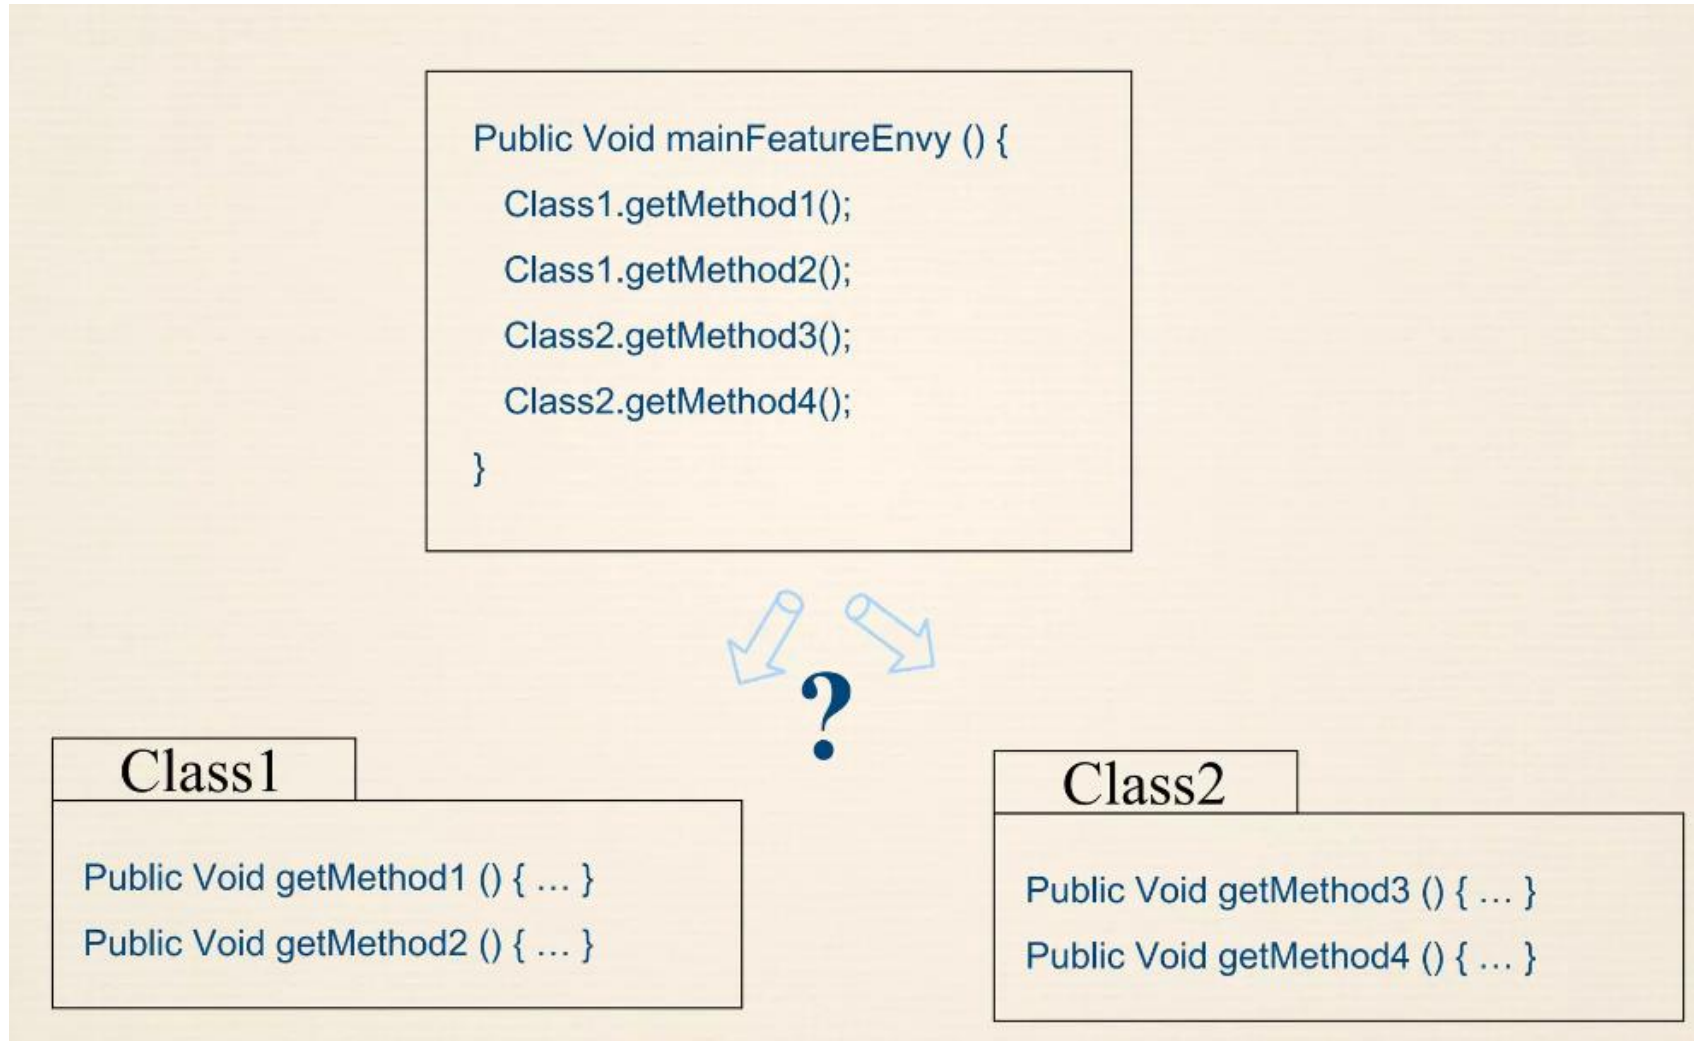 Public Void mainFeatureEnvy () {
Class1.getMethod1();
Class1.getMethod2();
Class2.getMethod3();
Class2.getMethod4();
}
?
Class1
Public Void getMethod1 () { … }
Public Void getMethod2 () { … }
Class2
Public Void getMethod3 () { … }
Public Void getMethod4 () { … }